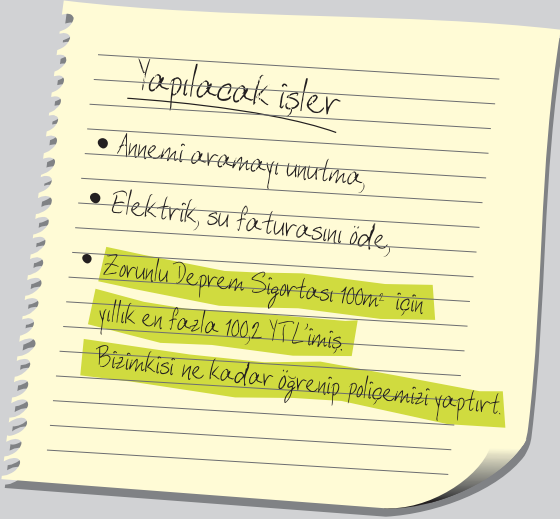 Yapılacak işler
• Annemi aramayı unutma,
• Elektrik, su faturasını öde,
• Zorunlu Deprem Sigortası 100m² için
yıllık en fazla 100,2 YTL'imiş.
Bizimkisi ne kadar öğrenip poliçemizi yaptırt.